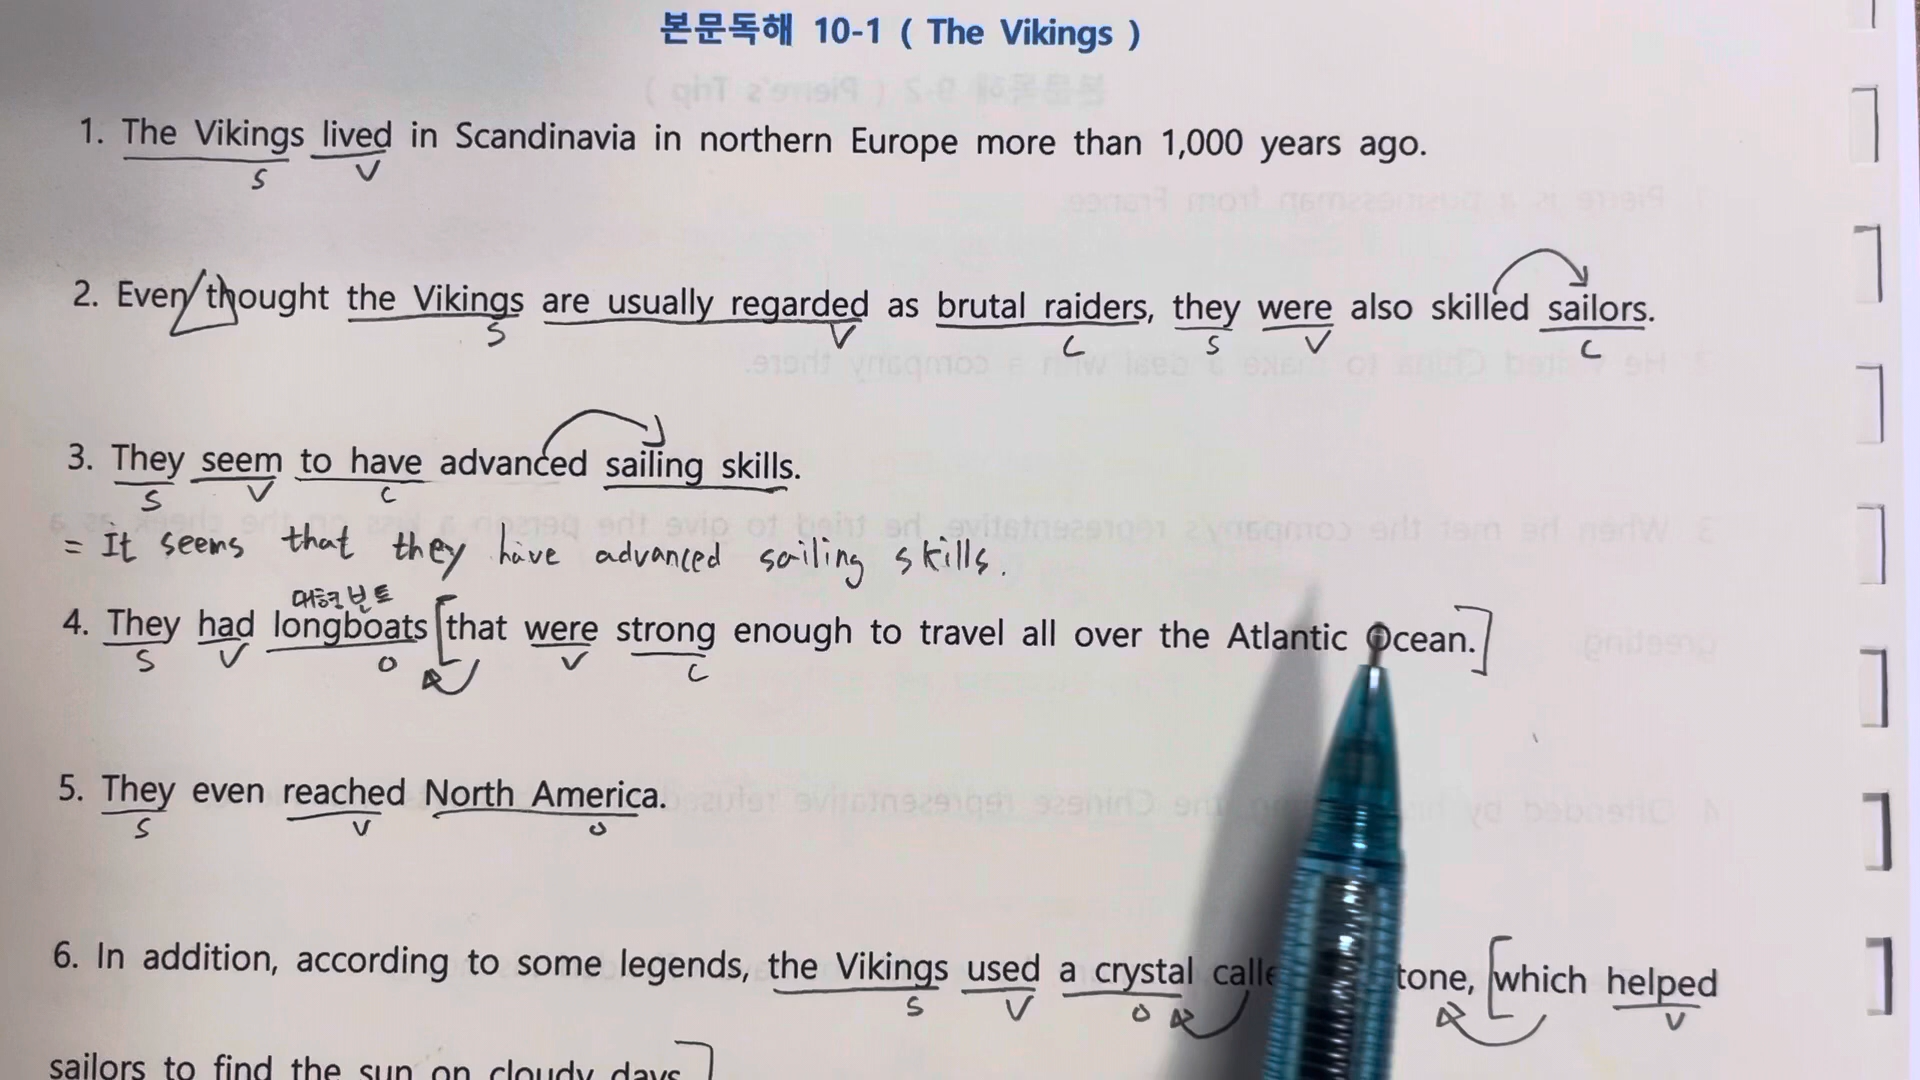 본문독해 10-1 ( The Vikings )
1. The Vikings lived in Scandinavia in northern Europe more than 1,000 years ago.
S V
2. Even thought the Vikings are usually regarded as brutal raiders, they were also skilled sailors.
S V C S V C
3. They seem to have advanced sailing skills.
S V C
= It seems that they have advanced sailing skills.
4. They had longboats [that were strong enough to travel all over the Atlantic Ocean.]
S V O V C
5. They even reached North America.
S V O
6. In addition, according to some legends, the Vikings used a crystal tone, [which helped
S V O V
sailors to find the sun on cloudy days]